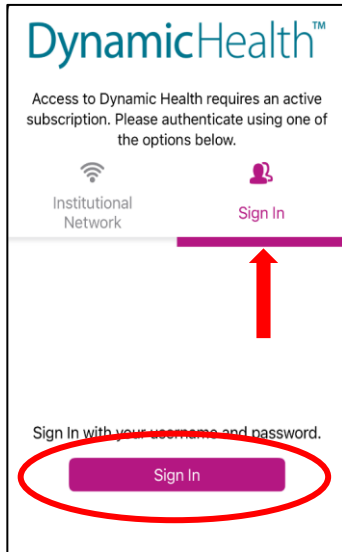 DynamicHealth™
Access to Dynamic Health requires an active
subscription. Please authenticate using one of
the options below.
Institutional
Network
Sign In
Sign In with your username and password.
Sign In